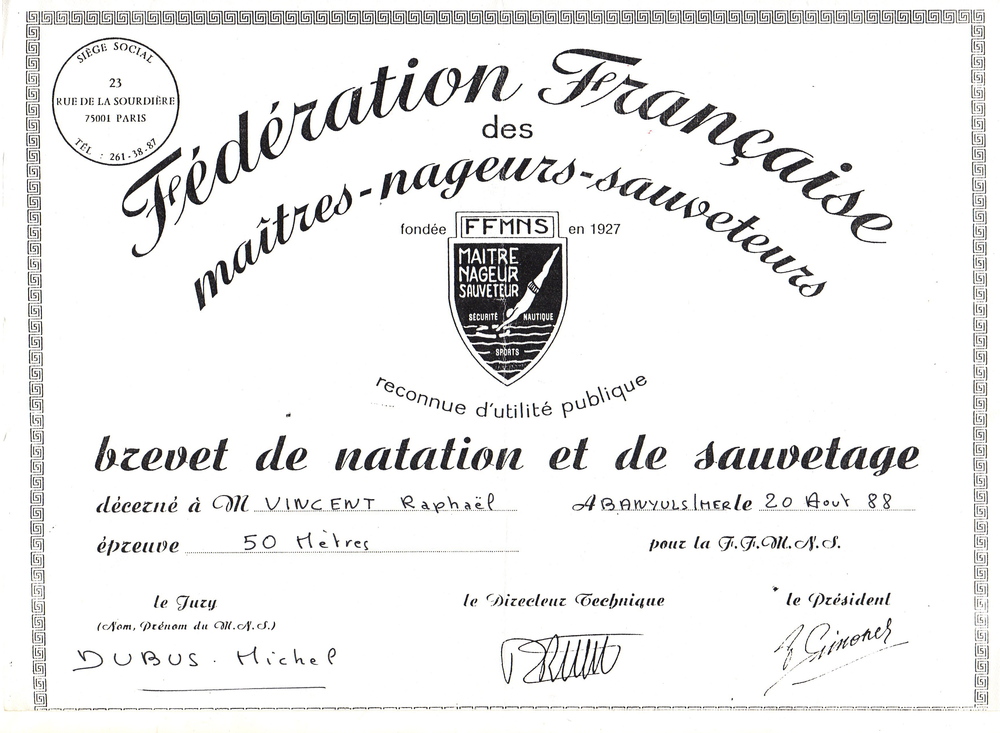 SIÈGE SOCIAL
23
RUE DE LA SOURDIÈRE
75001 PARIS
TÉL. : 261-38-87
Fédération Française
des
maîtres-nageurs-sauveteurs
fondée FFMNS en 1927
MAITRE
NAGEUR
SAUVETEUR
SÉCURITÉ NAUTIQUE
SPORTS
reconnue d'utilité publique
brevet de natation et de sauvetage
décerné à M VINCENT Raphaël A BANYULS/MER le 20 Aout 88
épreuve 50 Mètres pour la F.F.M.N.S.
le Jury le Directeur Technique le Président
(Nom, Prénom du M.N.S.)
DUBUS. Michel